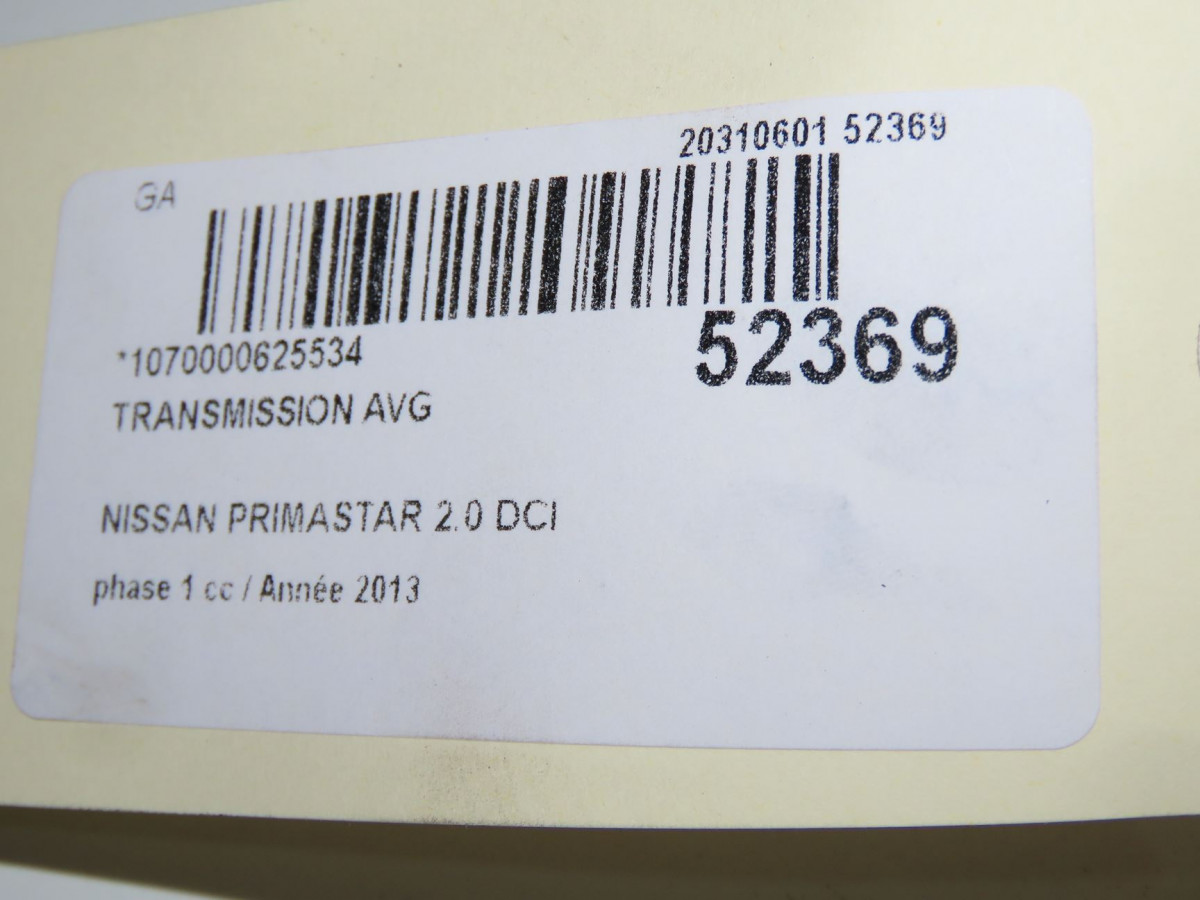 20310601 52369
GA
*1070000625534
52369
TRANSMISSION AVG
NISSAN PRIMASTAR 2.0 DCI
phase 1 cc / Année 2013